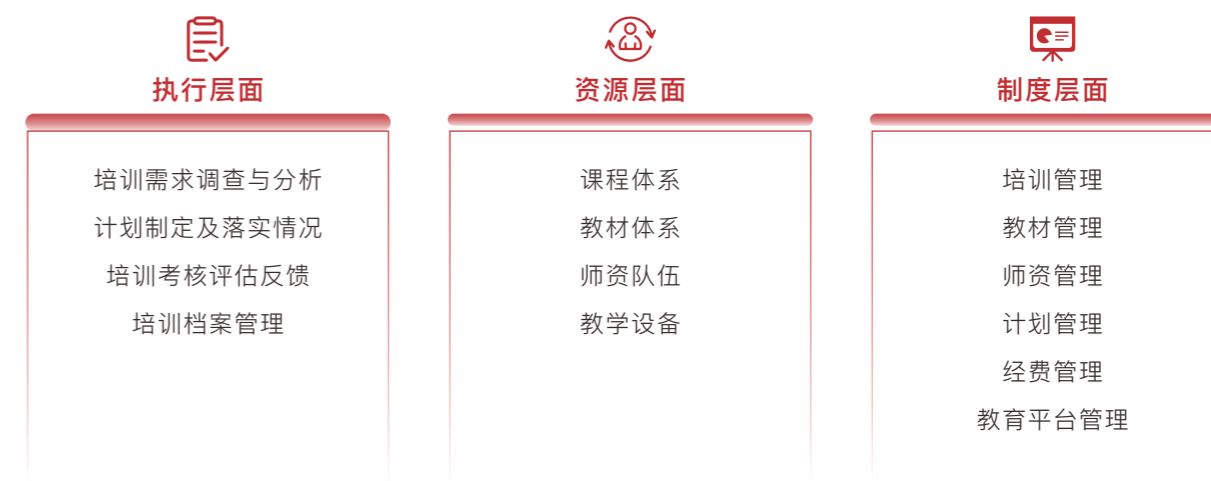 执行层面
培训需求调查与分析
计划制定及落实情况
培训考核评估反馈
培训档案管理
资源层面
课程体系
教材体系
师资队伍
教学设备
制度层面
培训管理
教材管理
师资管理
计划管理
经费管理
教育平台管理